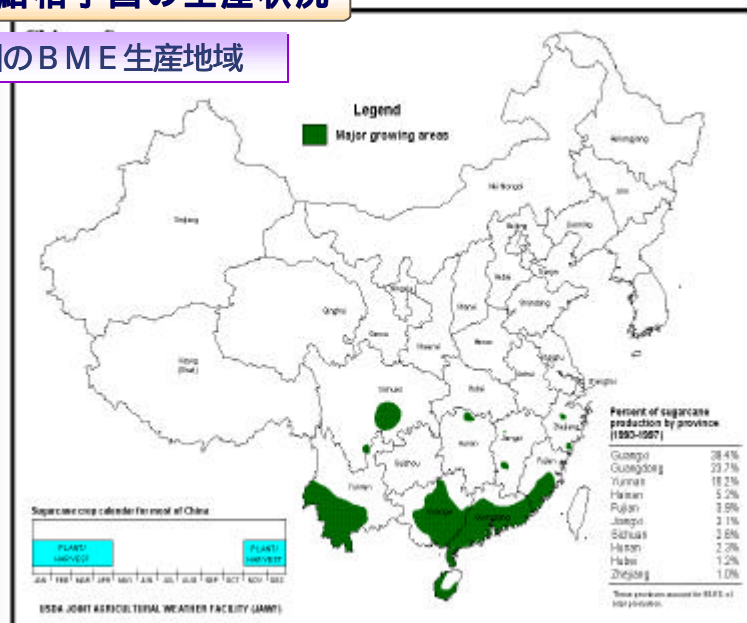 の生産状況
のＢＭＥ生産地域
Legend
Major growing areas
Heilongjiang
Jilin
Liaoning
Nei Mongol
Beijing
Xinjiang
Tianjin
Hebei
Shandong
Ningxia
Shanxi
Qinghai
Gansu
Shaanxi
Henan
Xizang
Shanghai
Sichuan
Hubei
Zhejiang
Hunan
Jiangxi
Guizhou
Fujian
Yunnan
Guangxi
Guangdong
Percent of sugarcane
production by province
(1993-1997)
Guangxi 38.4%
Guangdong 23.7%
Yunnan 18.2%
Hainan 5.2%
Fujian 3.9%
Jiangxi 3.1%
Sichuan 2.6%
Hunan 2.3%
Hubei 1.2%
Zhejiang 1.0%
Sugarcane crop calendar for most of China
PLANT/
HARVEST
PLANT/
HARVEST
JAN FEB MAR APR MAY JUN JUL AUG SEP OCT NOV DEC
USDA JOINT AGRICULTURAL WEATHER FACILITY (JAWF)